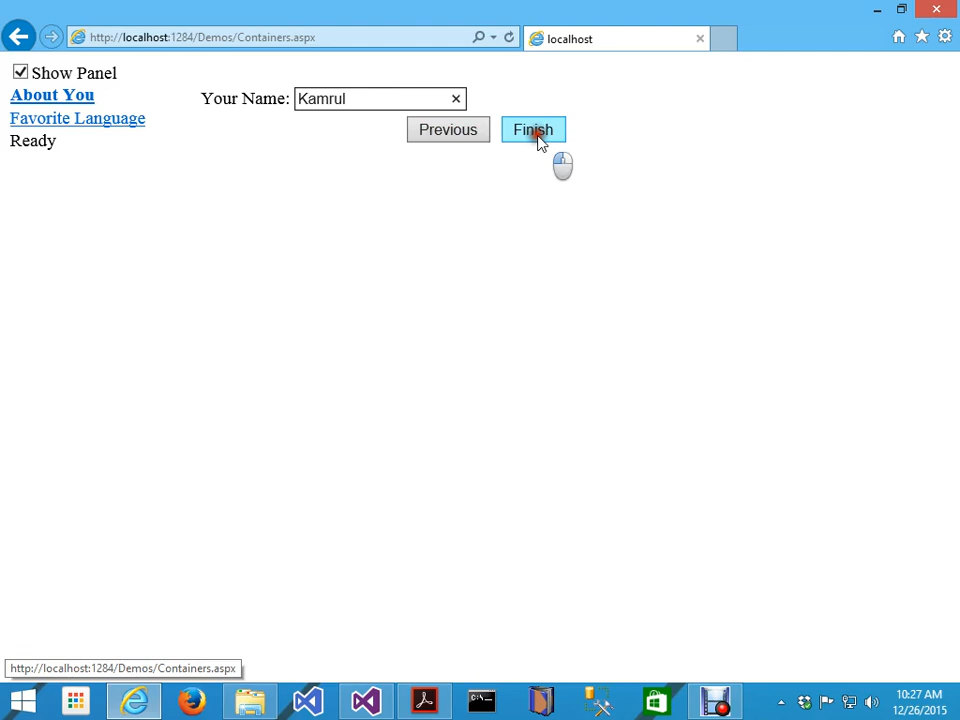 http://localhost:1284/Demos/Containers.aspx
localhost
Show Panel
About You
Your Name: Kamrul
Favorite Language
Previous Finish
Ready
http://localhost:1284/Demos/Containers.aspx
10:27 AM
12/26/2015